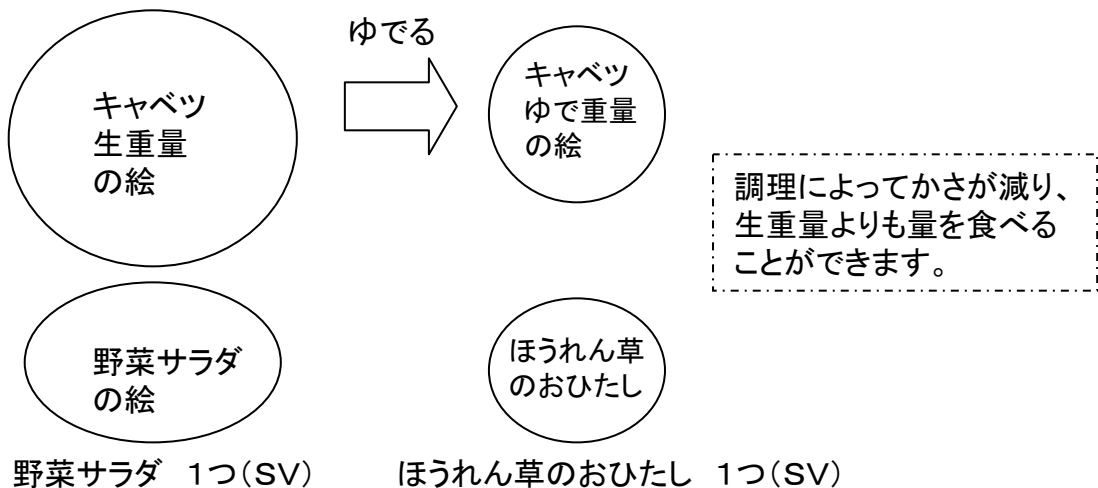 ゆでる
キャベツ
生重量
の絵
キャベツ
ゆで重量
の絵
調理によってかさが減り、
生重量よりも量を食べる
ことができます。
野菜サラダ
の絵
ほうれん草
のおひたし
野菜サラダ　１つ（ＳＶ）
ほうれん草のおひたし　１つ（ＳＶ）